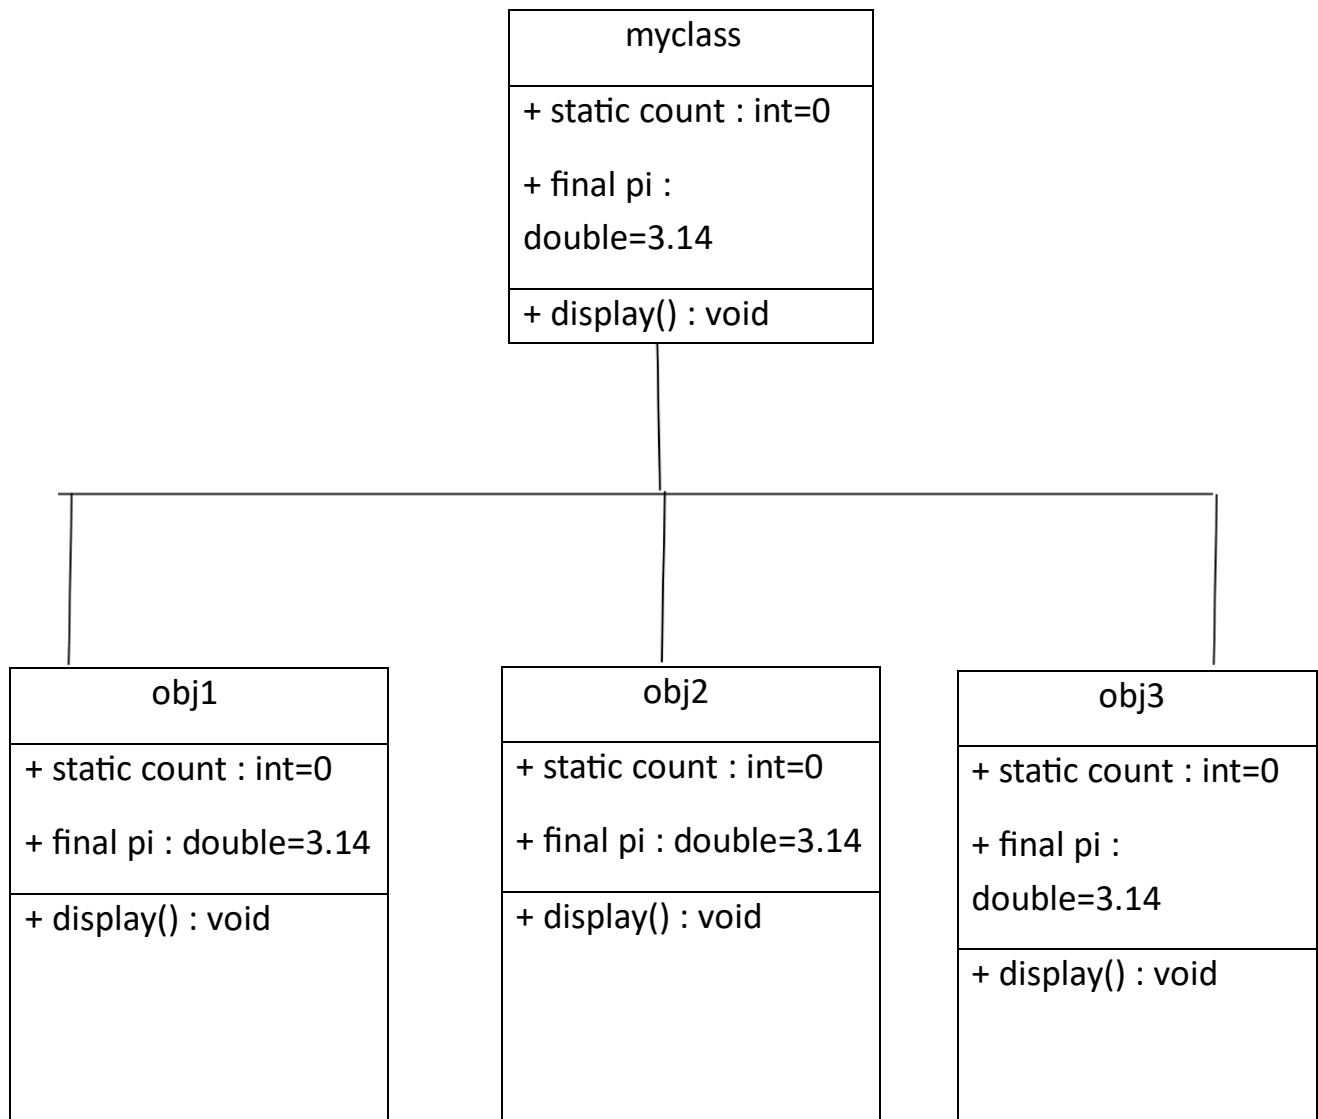 myclass
+ static count : int=0
+ final pi :
double=3.14
+ display() : void
obj1
+ static count : int=0
+ final pi : double=3.14
+ display() : void
obj2
+ static count : int=0
+ final pi : double=3.14
+ display() : void
obj3
+ static count : int=0
+ final pi :
double=3.14
+ display() : void